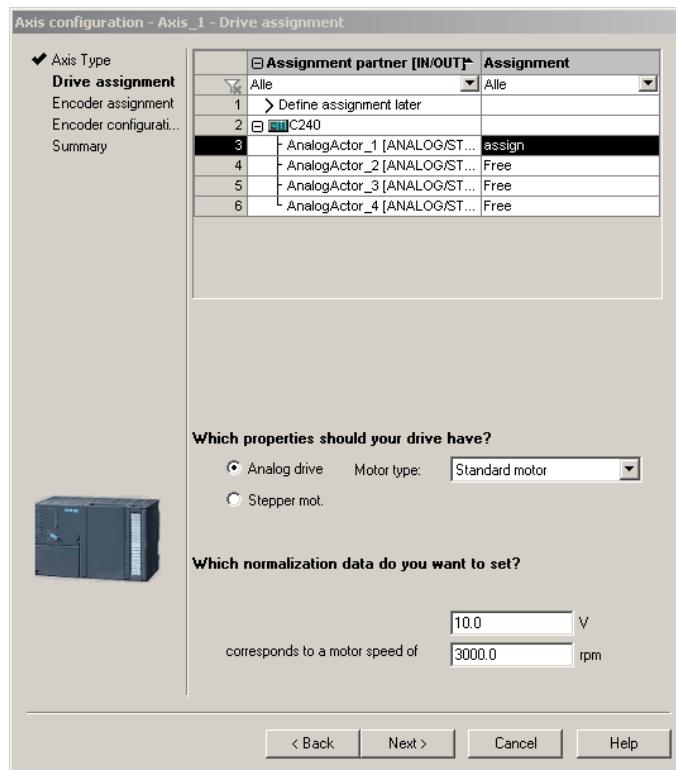 Axis configuration - Axis_1 - Drive assignment
Axis Type
Drive assignment
Encoder assignment
Encoder configurati...
Summary
Assignment partner [IN/OUT] Assignment
Alle Alle
1 Define assignment later
2 C240
3 AnalogActor_1 [ANALOG/ST... assign
4 AnalogActor_2 [ANALOG/ST... Free
5 AnalogActor_3 [ANALOG/ST... Free
6 AnalogActor_4 [ANALOG/ST... Free
Which properties should your drive have?
Analog drive Motor type: Standard motor
Stepper mot.
Which normalization data do you want to set?
10.0 V
corresponds to a motor speed of 3000.0 rpm
< Back Next > Cancel Help